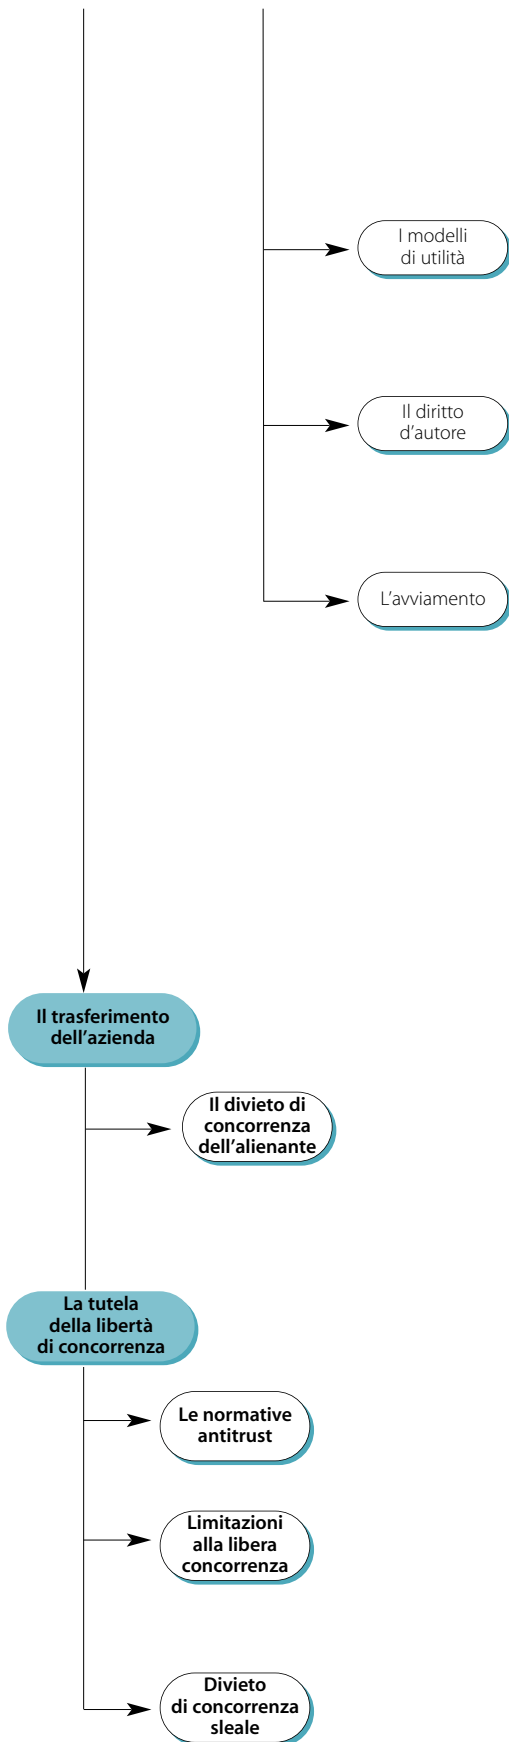 I modelli
di utilità
Il diritto
d'autore
L'avviamento
Il trasferimento
dell'azienda
Il divieto di
concorrenza
dell'alienante
La tutela
della libertà
di concorrenza
Le normative
antitrust
Limitazioni
alla libera
concorrenza
Divieto
di concorrenza
sleale